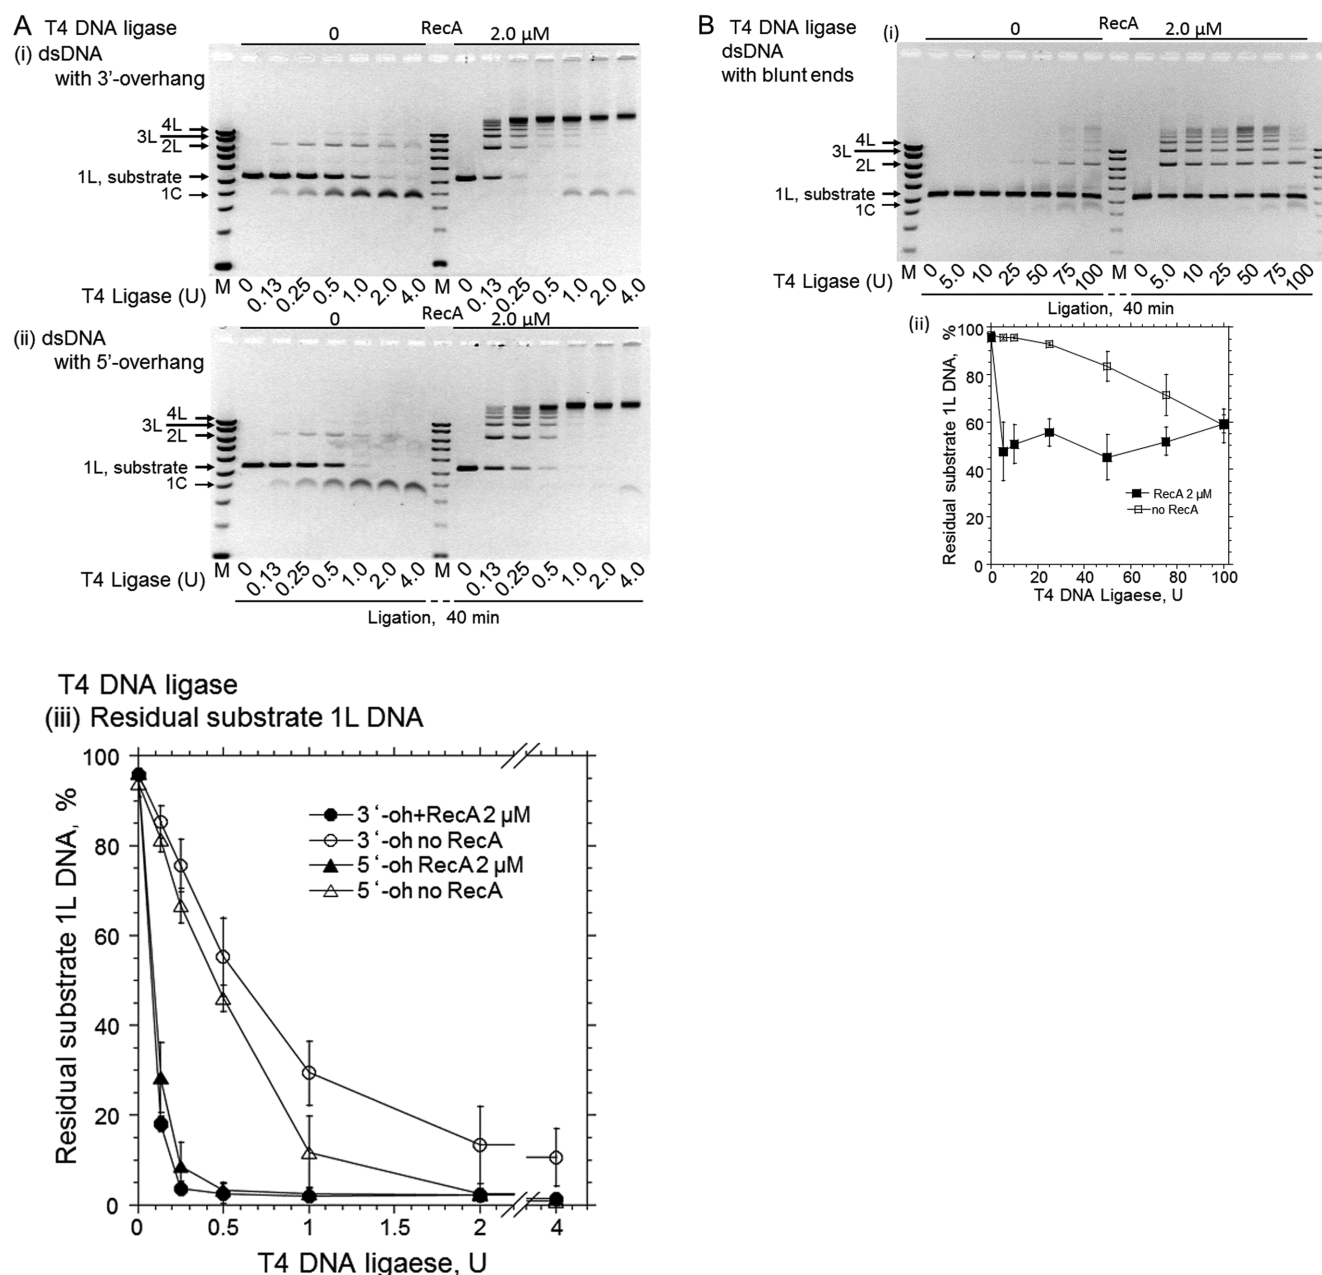 A T4 DNA ligase
0 RecA 2.0 µM
(i) dsDNA
with 3’-overhang
4L
3L
2L
1L, substrate
1C
M M
T4 Ligase (U) 0 0.13 0.25 0.5 1.0 2.0 4.0 0 0.13 0.25 0.5 1.0 2.0 4.0
0 RecA 2.0 µM
(ii) dsDNA
with 5’-overhang
4L
3L
2L
1L, substrate
1C
M M
T4 Ligase (U) 0 0.13 0.25 0.5 1.0 2.0 4.0 0 0.13 0.25 0.5 1.0 2.0 4.0
Ligation, 40 min
B T4 DNA ligase
(i) 0 RecA 2.0 µM
dsDNA
with blunt ends
4L
3L
2L
1L, substrate
1C
M M
T4 Ligase (U) 0 5.0 10 25 50 75 100 0 5.0 10 25 50 75 100
Ligation, 40 min
(ii)
Residual substrate 1L DNA, %
100
80
60
40
20
0
RecA 2 µM
no RecA
0 20 40 60 80 100
T4 DNA Ligaese, U
T4 DNA ligase
(iii) Residual substrate 1L DNA
Residual substrate 1L DNA, %
100
80
60
40
20
0
3‘-oh+RecA 2 µM
3‘-oh no RecA
5‘-oh RecA 2 µM
5‘-oh no RecA
0 0.5 1 1.5 2 4
T4 DNA ligaese, U